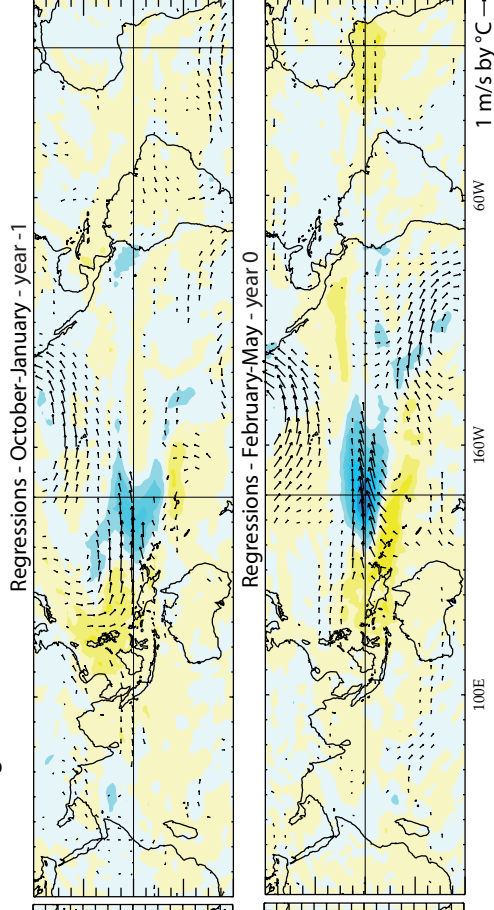 Regressions - October-January - year -1
Regressions - February-May - year 0
100E
160W
60W
1 m/s by °C →